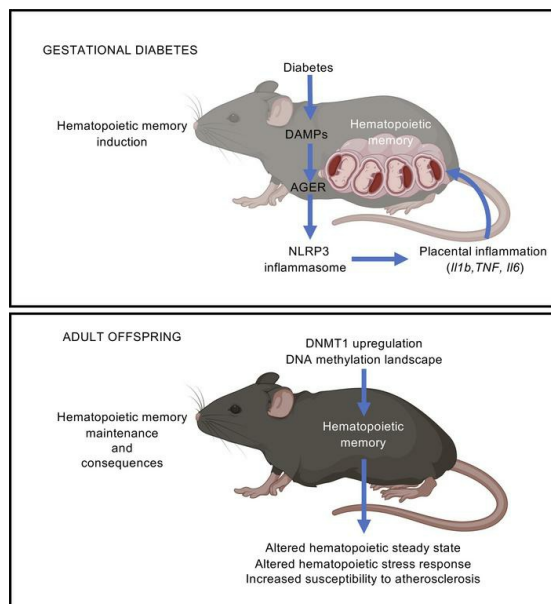 GESTATIONAL DIABETES
Diabetes
Hematopoietic memory
induction
DAMPs
Hematopoietic
memory
AGER
NLRP3
inflammasome
Placental inflammation
(Il1b,TNF, Il6)
ADULT OFFSPRING
DNMT1 upregulation
DNA methylation landscape
Hematopoietic memory
maintenance
and
consequences
Hematopoietic
memory
Altered hematopoietic steady state
Altered hematopoietic stress response
Increased susceptibility to atherosclerosis